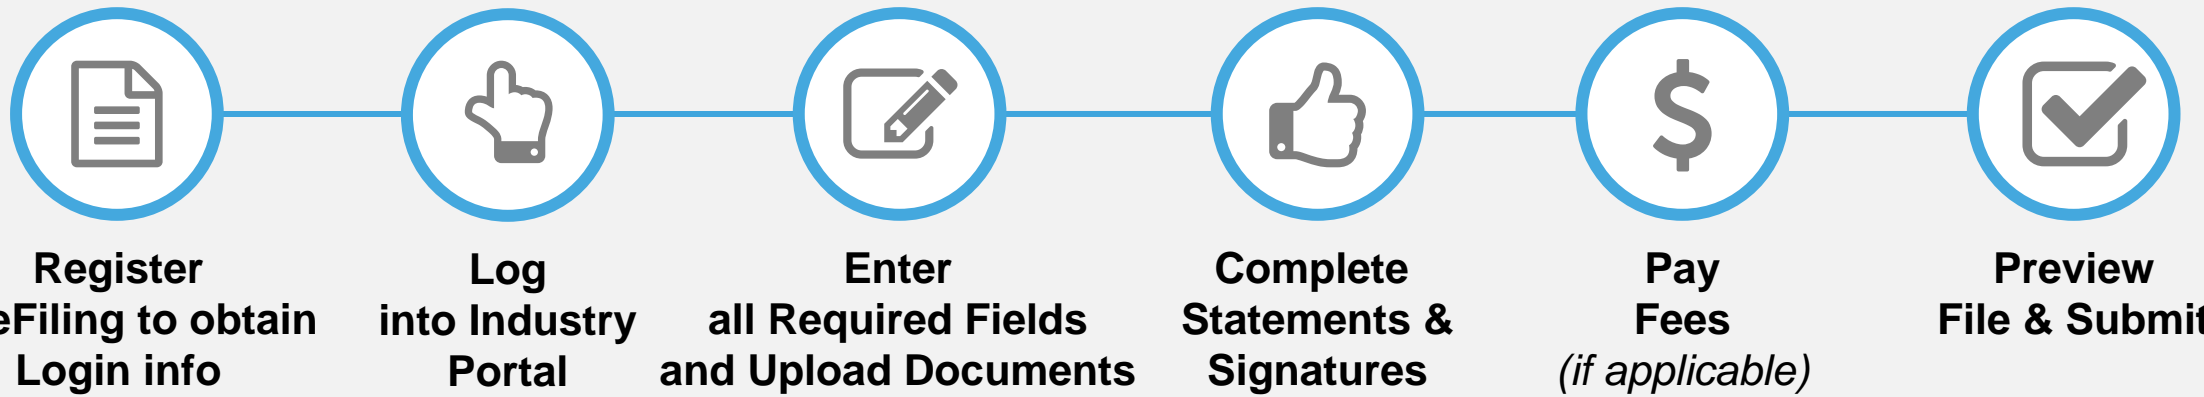 Register
eFiling to obtain
Login info
Log
into Industry
Portal
Enter
all Required Fields
and Upload Documents
Complete
Statements &
Signatures
Pay
Fees
(if applicable)
Preview
File & Submit